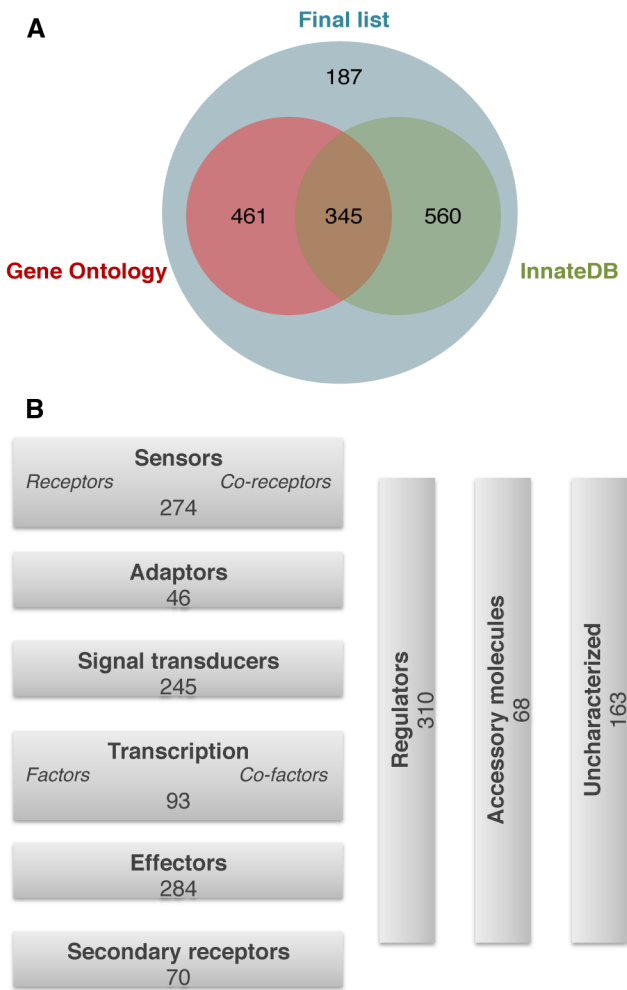 A
Final list
187
461 345 560
Gene Ontology
InnateDB
B
Sensors
Receptors Co-receptors
274
Adaptors
46
Signal transducers
245
Transcription
Factors Co-factors
93
Effectors
284
Secondary receptors
70
Regulators
310
Accessory molecules
68
Uncharacterized
163